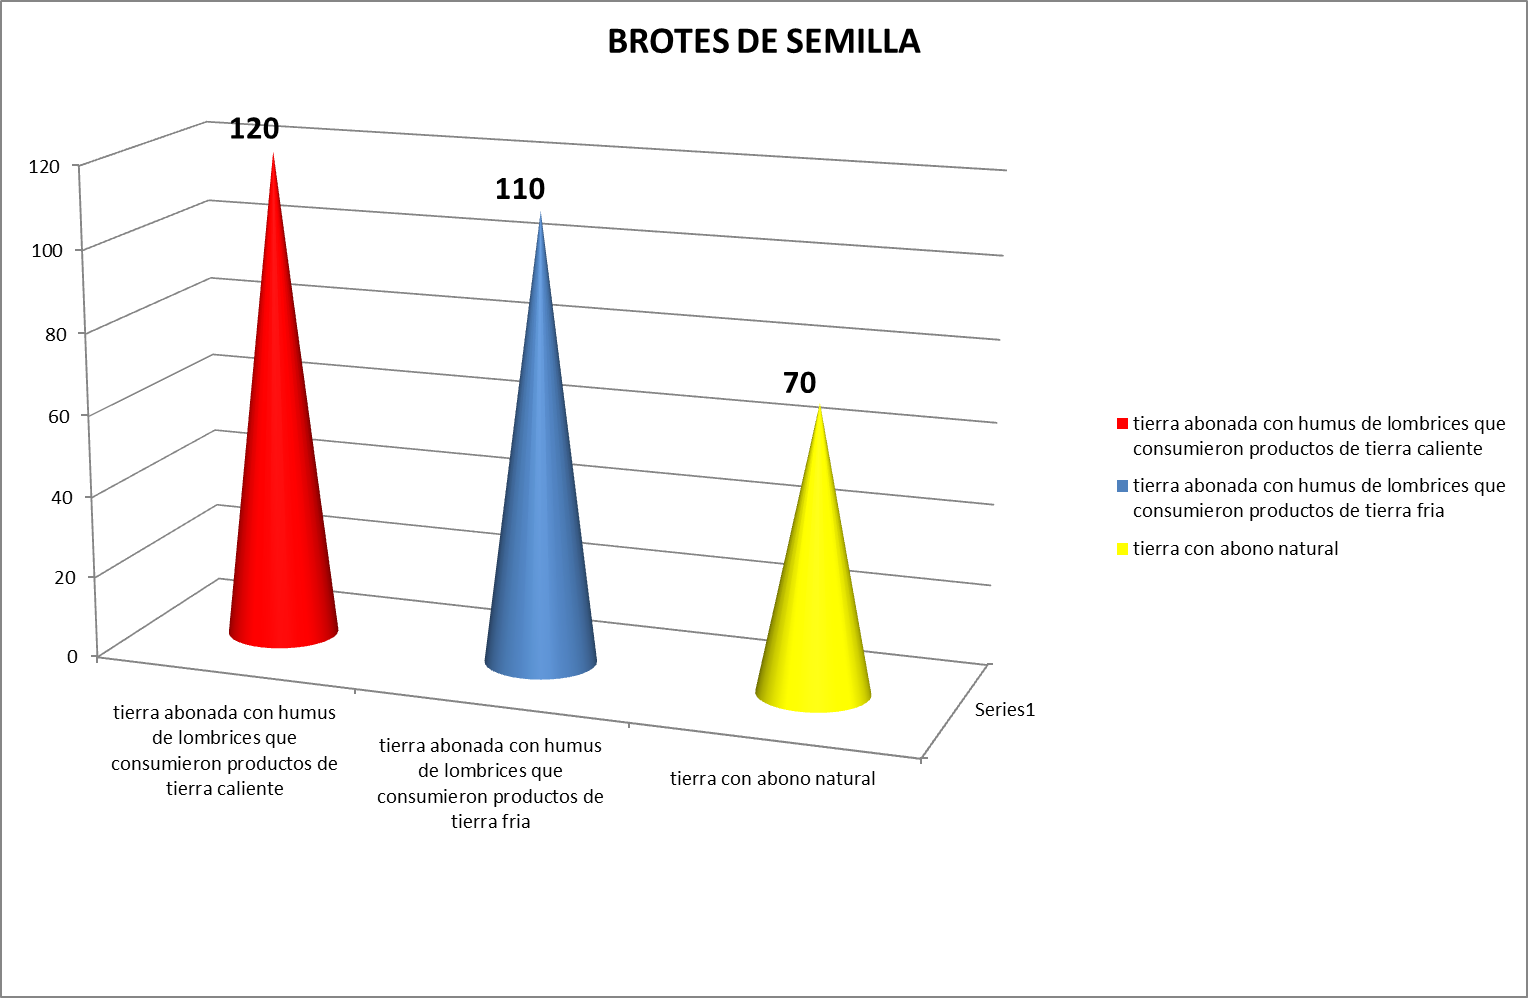 BROTES DE SEMILLA
120
110
70
120
100
80
60
40
20
0
tierra abonada con humus
de lombrices que
consumieron productos de
tierra caliente
tierra abonada con humus
de lombrices que
consumieron productos de
tierra fria
tierra con abono natural
Series1
tierra abonada con humus de lombrices que
consumieron productos de tierra caliente
tierra abonada con humus de lombrices que
consumieron productos de tierra fria
tierra con abono natural